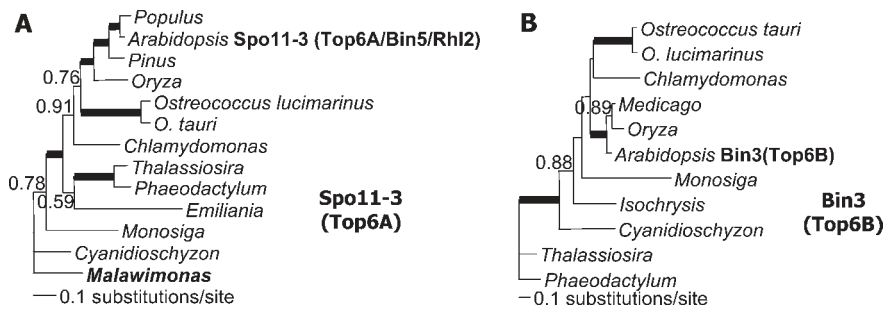 A
Populus
Arabidopsis Spo11-3 (Top6A/Bin5/Rhl2)
Pinus
0.76
Oryza
Ostreococcus lucimarinus
0.91
O. tauri
Chlamydomonas
Thalassiosira
0.78
Phaeodactylum
0.59
Emiliania
Spo11-3
(Top6A)
Monosiga
Cyanidioschyzon
Malawimonas
0.1 substitutions/site
B
Ostreococcus tauri
O. lucimarinus
Chlamydomonas
0.89
Medicago
Oryza
Arabidopsis Bin3(Top6B)
0.88
Monosiga
Isochrysis
Bin3
(Top6B)
Cyanidioschyzon
Thalassiosira
Phaeodactylum
0.1 substitutions/site